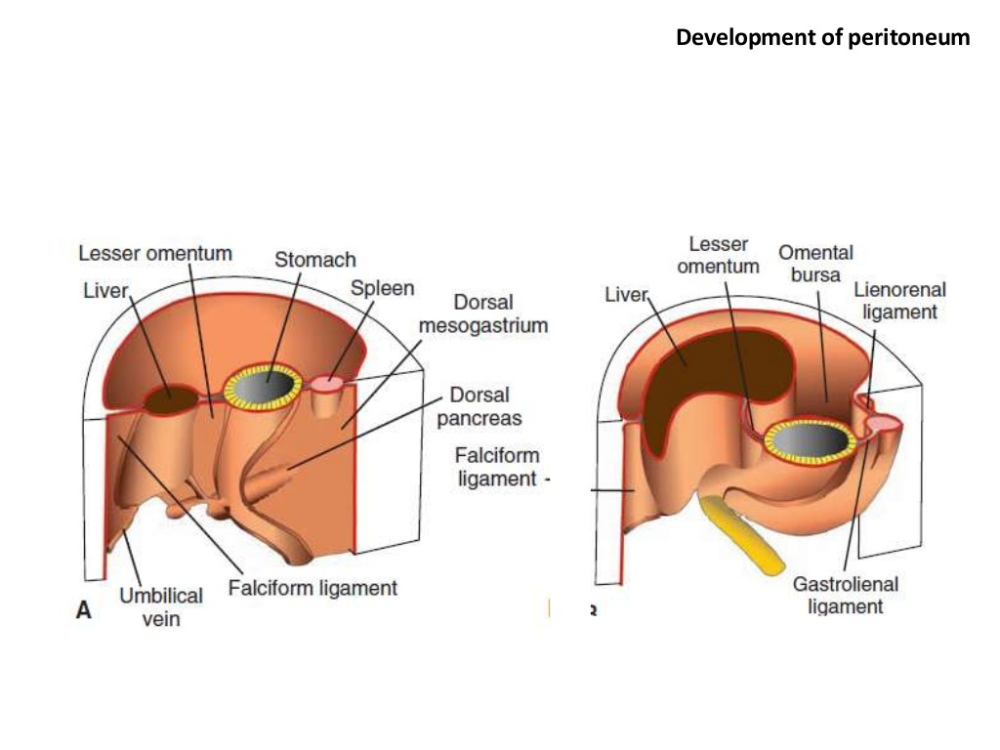 Development of peritoneum
Lesser omentum
Stomach
Liver
Spleen
Dorsal
mesogastrium
Dorsal
pancreas
Falciform
ligament -
Umbilical
vein
Falciform ligament
A
Lesser
omentum
Omental
bursa
Liver
Lienorenal
ligament
Gastrolienal
ligament